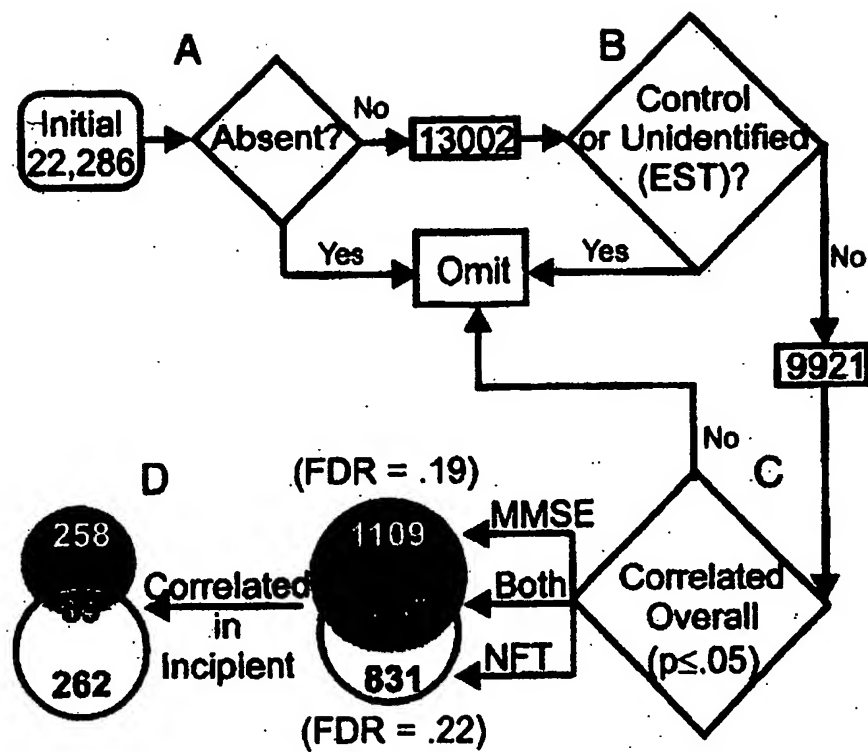 A
B
Initial
22,286
Absent?
No
13002
Control
or Unidentified
(EST)?
Yes
Omit
Yes
No
9921
No
C
D
(FDR = .19)
258
1109
MMSE
Correlated
in
Incipient
Both
Correlated
Overall
(p≤.05)
NFT
262
831
(FDR = .22)